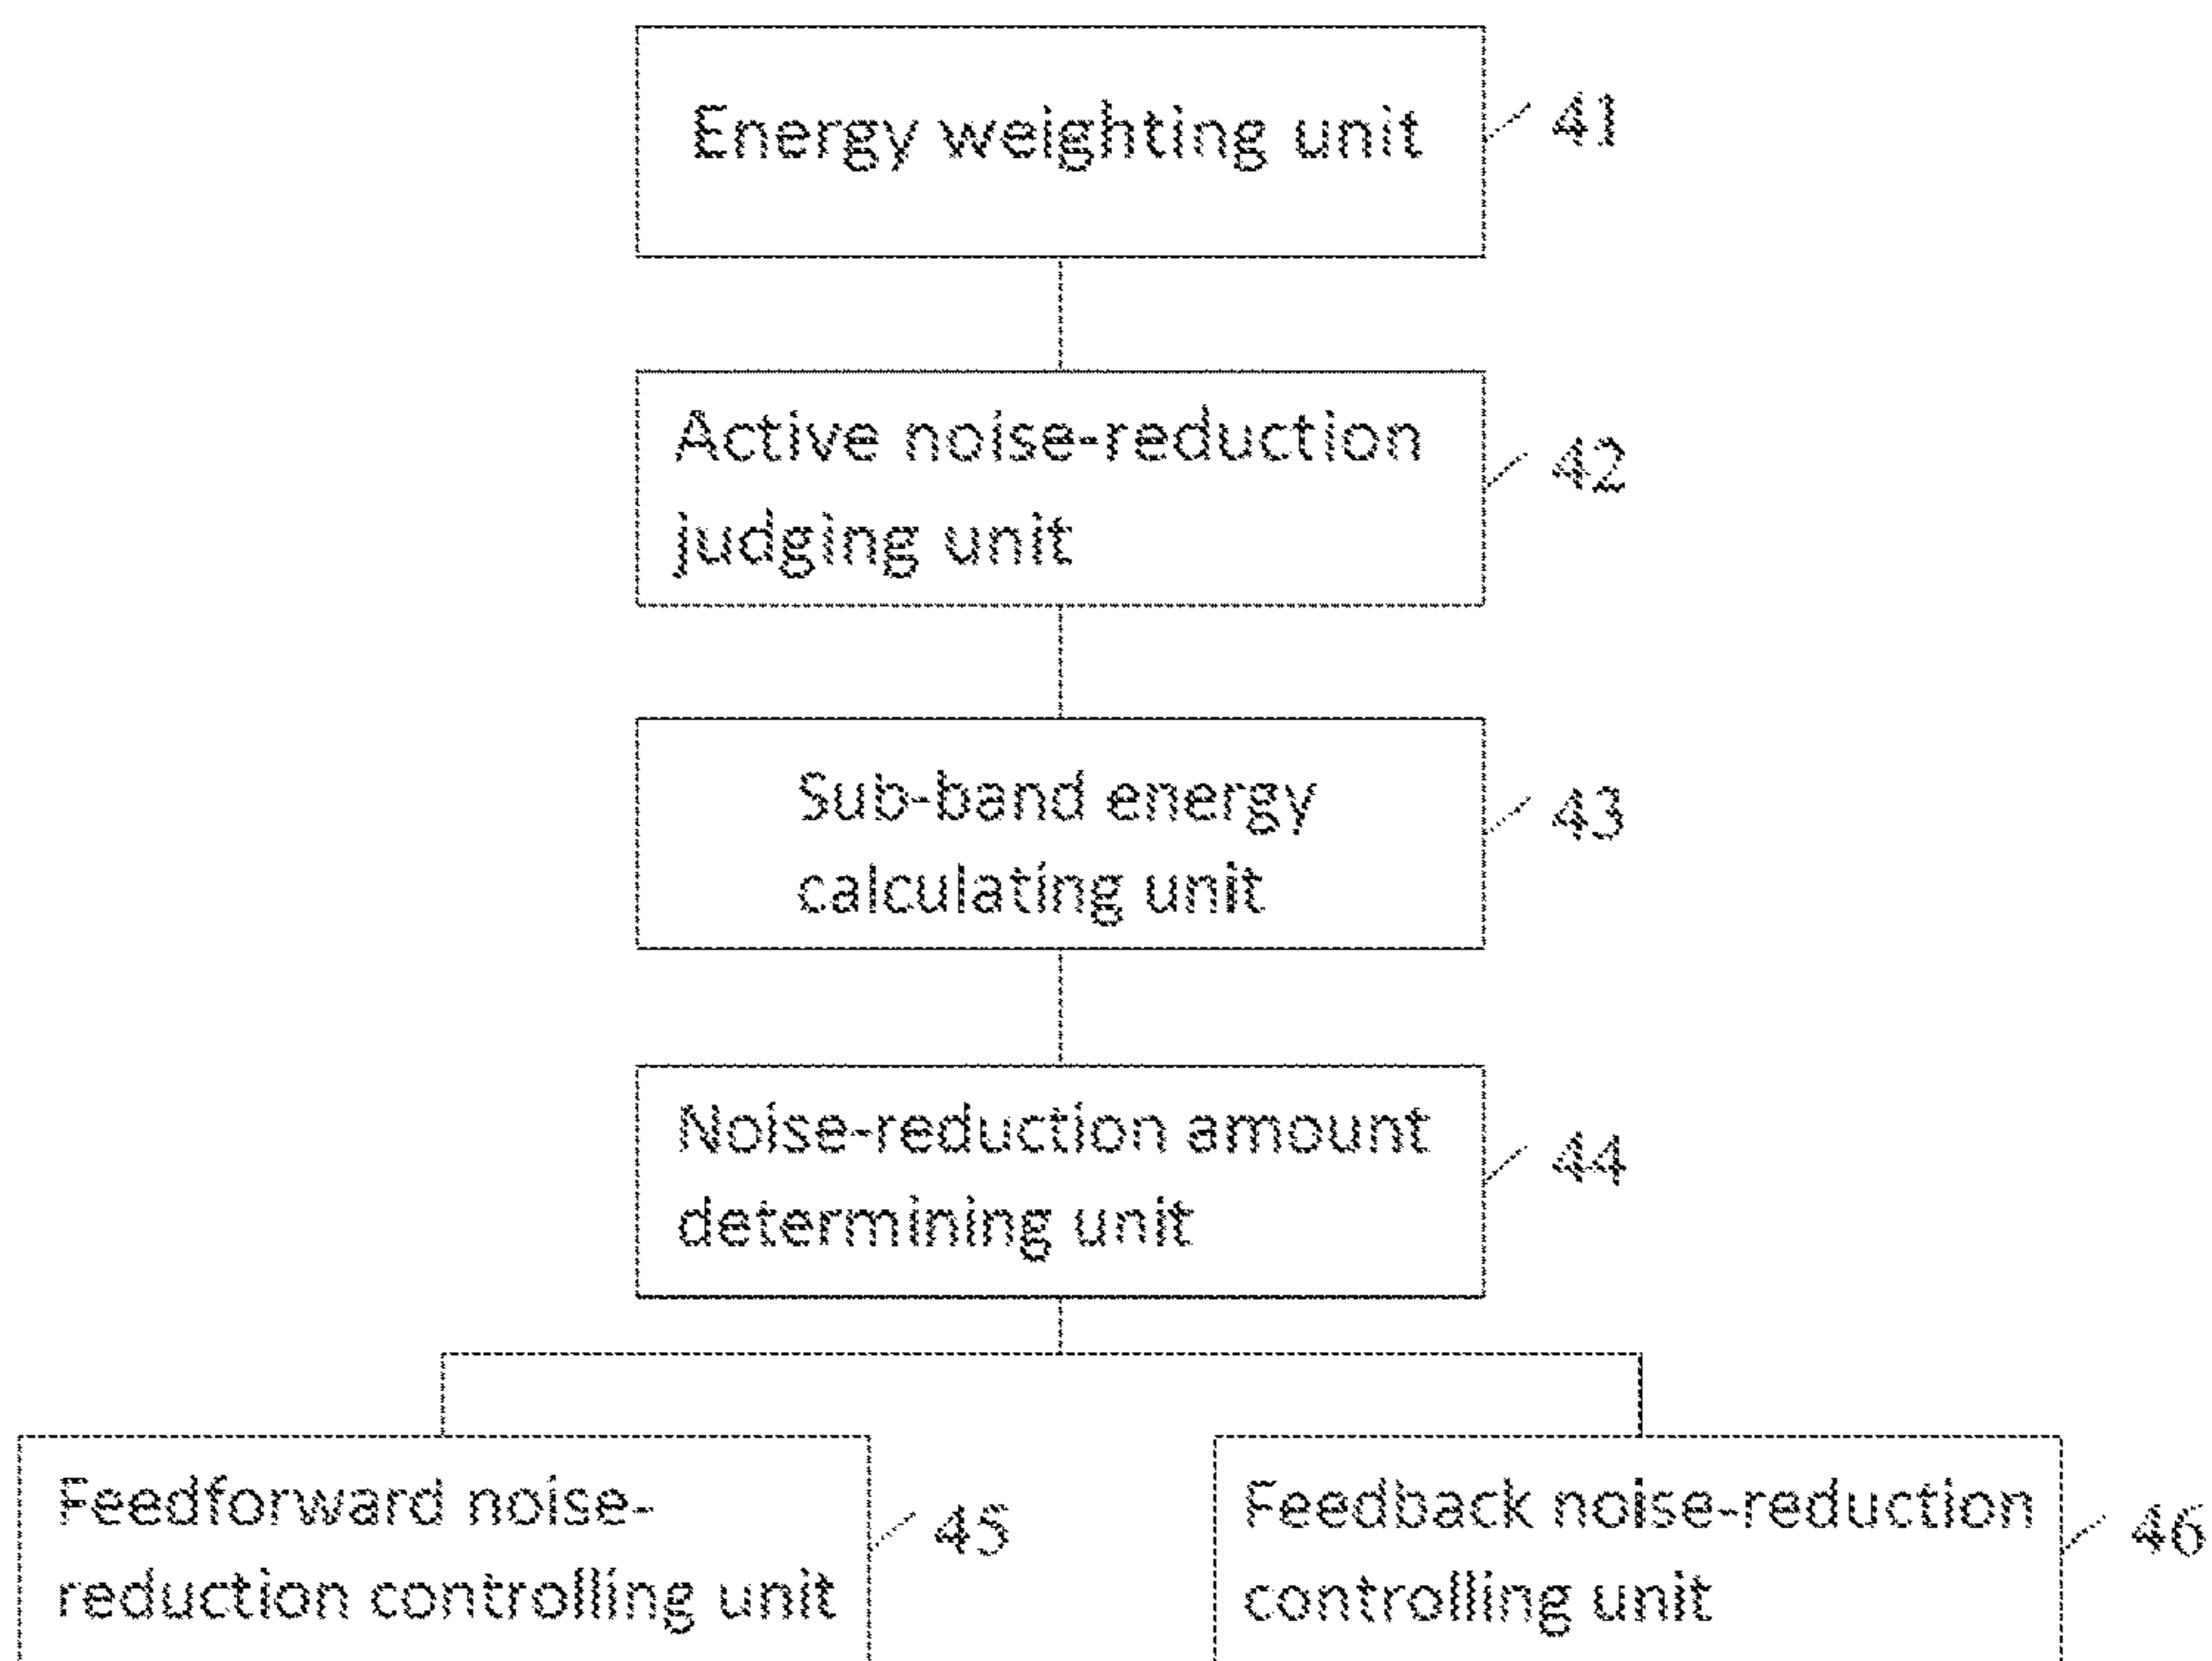 Energy weighting unit
41
Active noise-reduction
judging unit
42
Sub-band energy
calculating unit
43
Noise-reduction amount
determining unit
44
Feedforward noise-
reduction controlling unit
45
Feedback noise-reduction
controlling unit
46